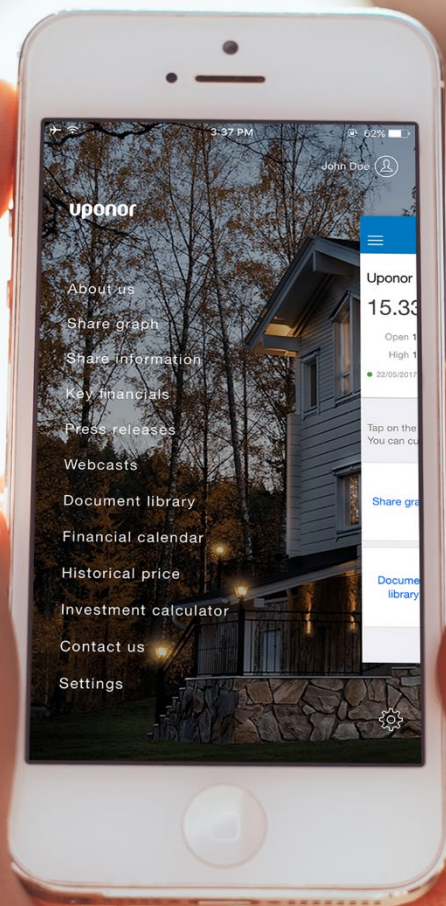 3:37 PM
62%
John Doe
uponor
About us
Share graph
Share information
Key financials
Press releases
Webcasts
Document library
Financial calendar
Historical price
Investment calculator
Contact us
Settings
Uponor
15.33
Open 1
High 1
22/05/2017
Tap on the
You can cu
Share gra
Docume
library